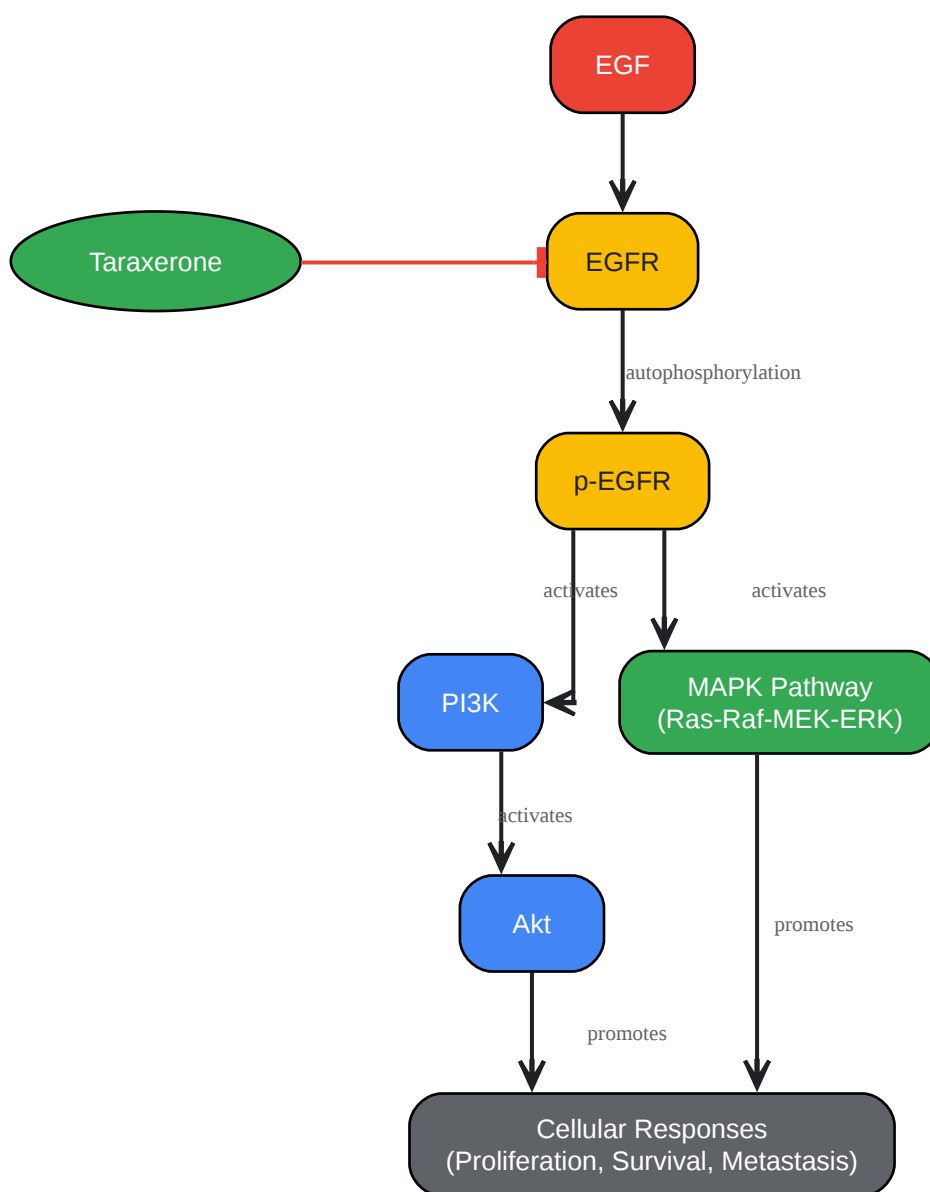 EGF
Taraxerone
EGFR
autophosphorylation
p-EGFR
activates
activates
PI3K
MAPK Pathway
(Ras-Raf-MEK-ERK)
activates
Akt
promotes
promotes
Cellular Responses
(Proliferation, Survival, Metastasis)